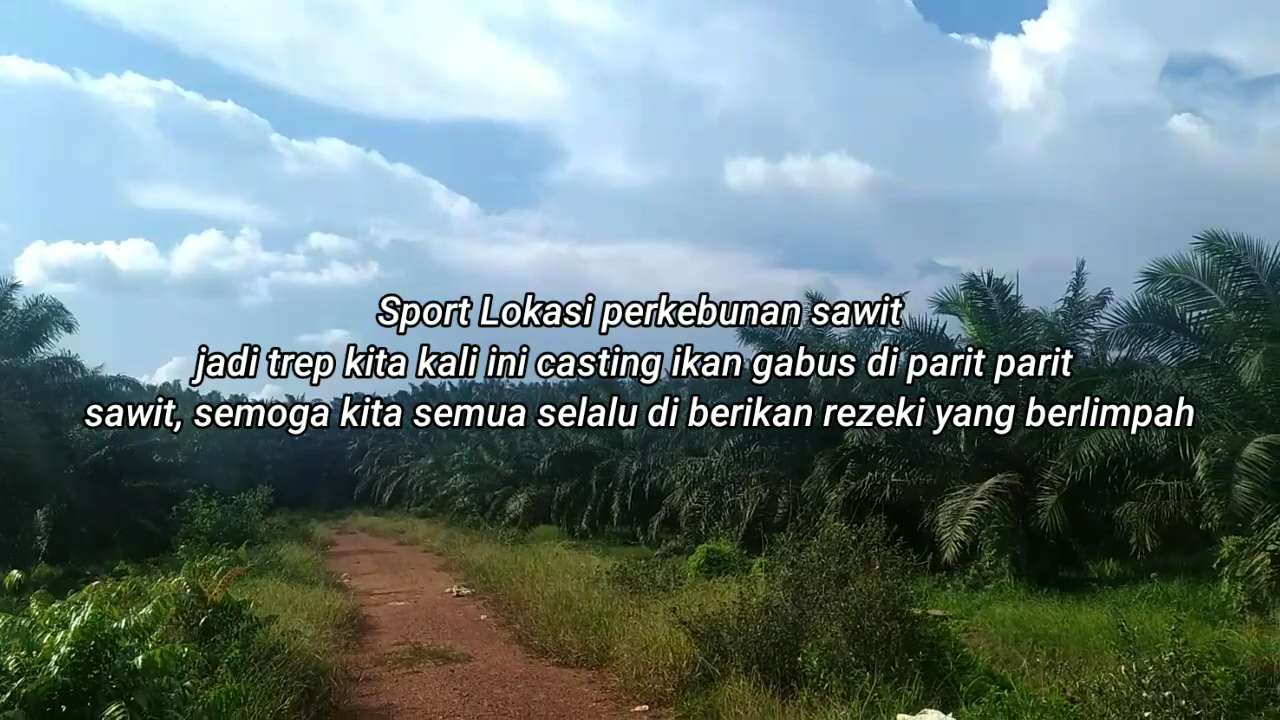 Sport Lokasi perkebunan sawit
jadi trep kita kali ini casting ikan gabus di parit parit
sawit, semoga kita semua selalu di berikan rezeki yang berlimpah